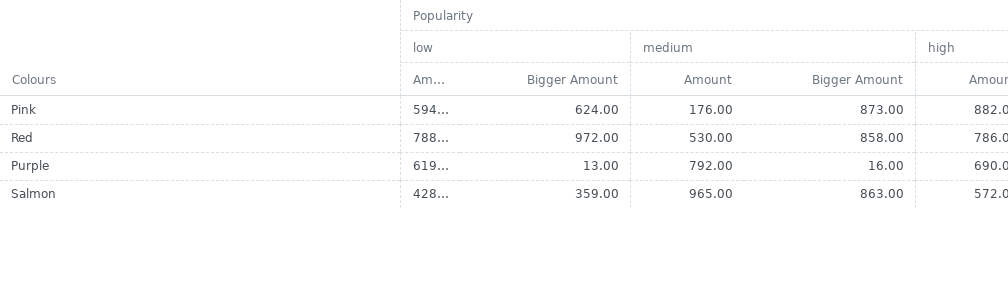 Popularity
low medium high
Colours Am… Bigger Amount Amount Bigger Amount Amour
Pink 594… 624.00 176.00 873.00 882.0
Red 788… 972.00 530.00 858.00 786.0
Purple 619… 13.00 792.00 16.00 690.0
Salmon 428… 359.00 965.00 863.00 572.0